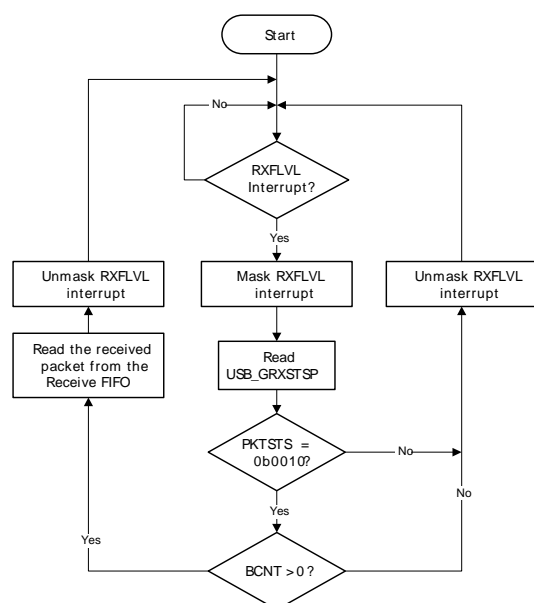 Start
No
RXFLVL
Interrupt?
Yes
Unmask RXFLVL
interrupt
Mask RXFLVL
interrupt
Unmask RXFLVL
interrupt
Read the received
packet from the
Receive FIFO
Read
USB_GRXSTSP
PKTSTS =
0b0010?
No
No
Yes
Yes
BCNT > 0?